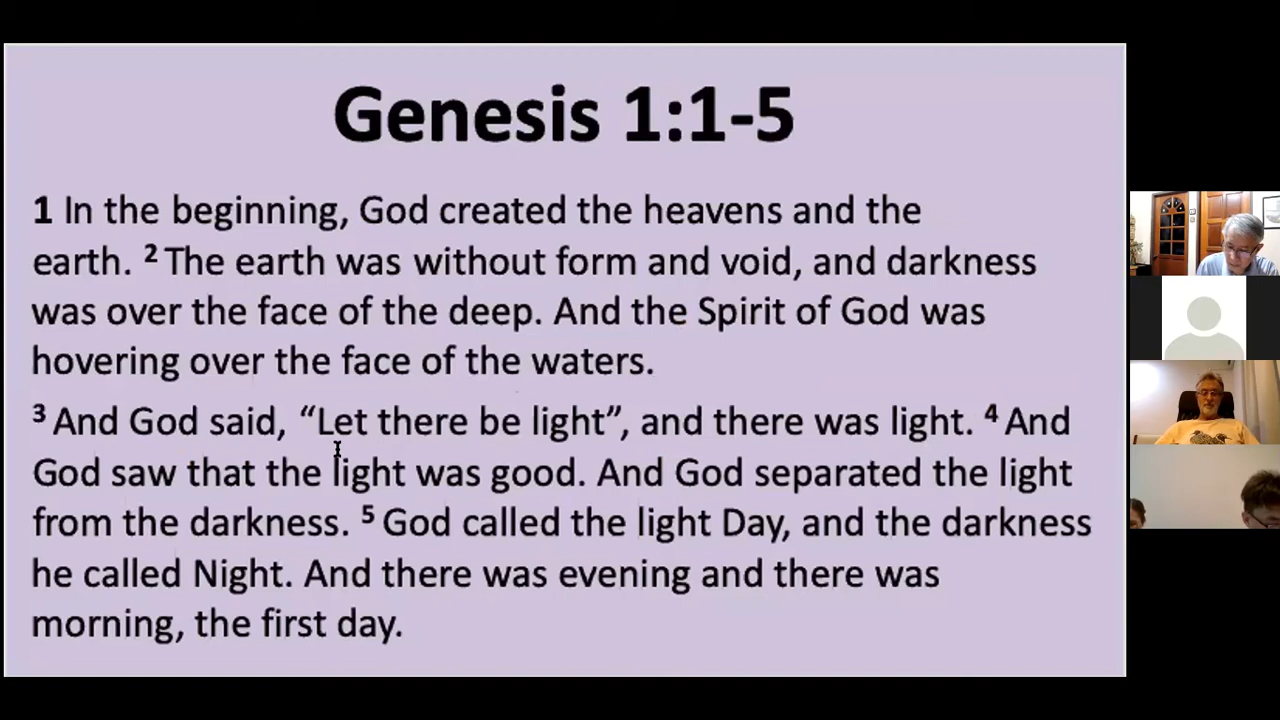 Genesis 1:1-5
1 In the beginning, God created the heavens and the
earth. 2 The earth was without form and void, and darkness
was over the face of the deep. And the Spirit of God was
hovering over the face of the waters.
3 And God said, “Let there be light”, and there was light. 4 And
God saw that the light was good. And God separated the light
from the darkness. 5 God called the light Day, and the darkness
he called Night. And there was evening and there was
morning, the first day.